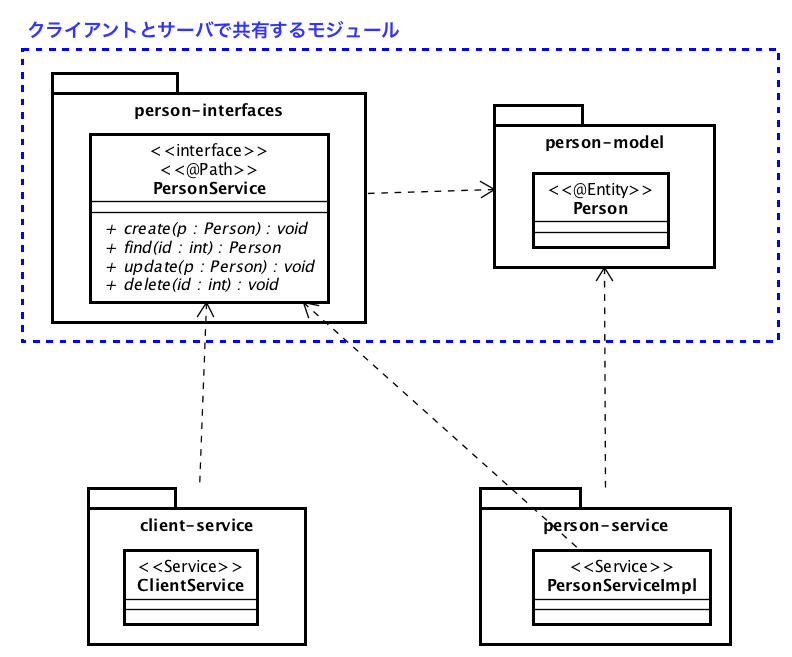 クライアントとサーバで共有するモジュール
person-interfaces
<<interface>>
<<@Path>>
PersonService
+ create(p : Person) : void
+ find(id : int) : Person
+ update(p : Person) : void
+ delete(id : int) : void
person-model
<<@Entity>>
Person
client-service
<<Service>>
ClientService
person-service
<<Service>>
PersonServiceImpl